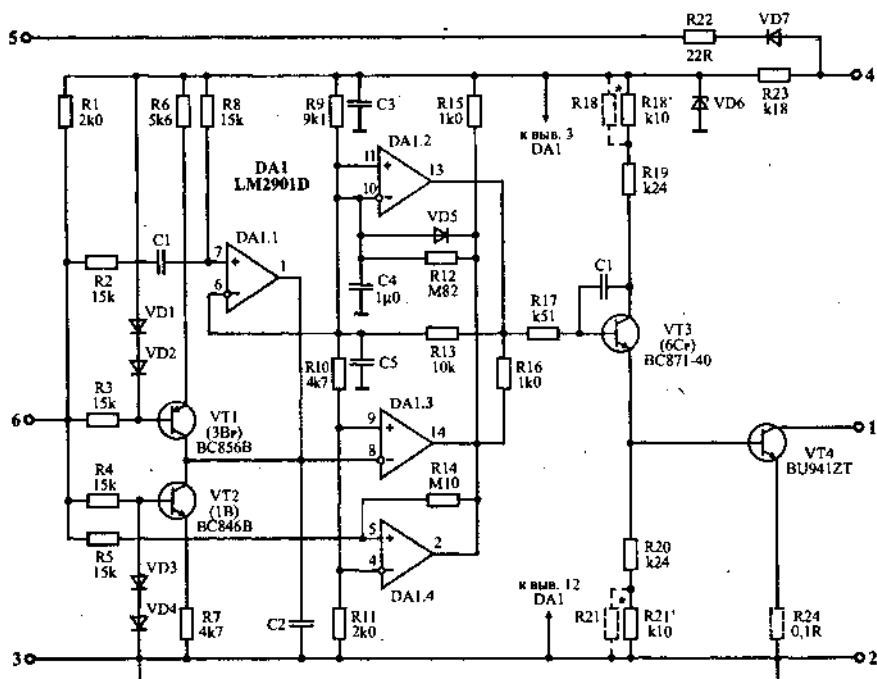 5
R22
22R
VD7
4
R1
2k0
R6
5k6
R8
15k
R9
9k1
C3
R15
1k0
к выв. 3
DA1
R18
*
R18'
k10
VD6
R23
k18
DA1
LM2901D
DA1.2
11
+
13
10
−
R19
k24
DA1.1
7
+
1
6
−
C1
R2
15k
VD5
R12
M82
C4
1μ0
C1
R17
k51
VT3
(6Cг)
BC871-40
VD1
VD2
R10
4k7
C5
R13
10k
R16
1k0
R3
15k
6
VT1
(3Вг)
BC856B
DA1.3
9
+
14
8
−
1
VT4
BU941ZT
R4
15k
VT2
(1B)
BC846B
R14
M10
R5
15k
5
+
2
4
−
DA1.4
R20
k24
VD3
VD4
R7
4k7
C2
R11
2k0
к выв. 12
DA1
R21
*
R21'
k10
R24
0,1R
3
2